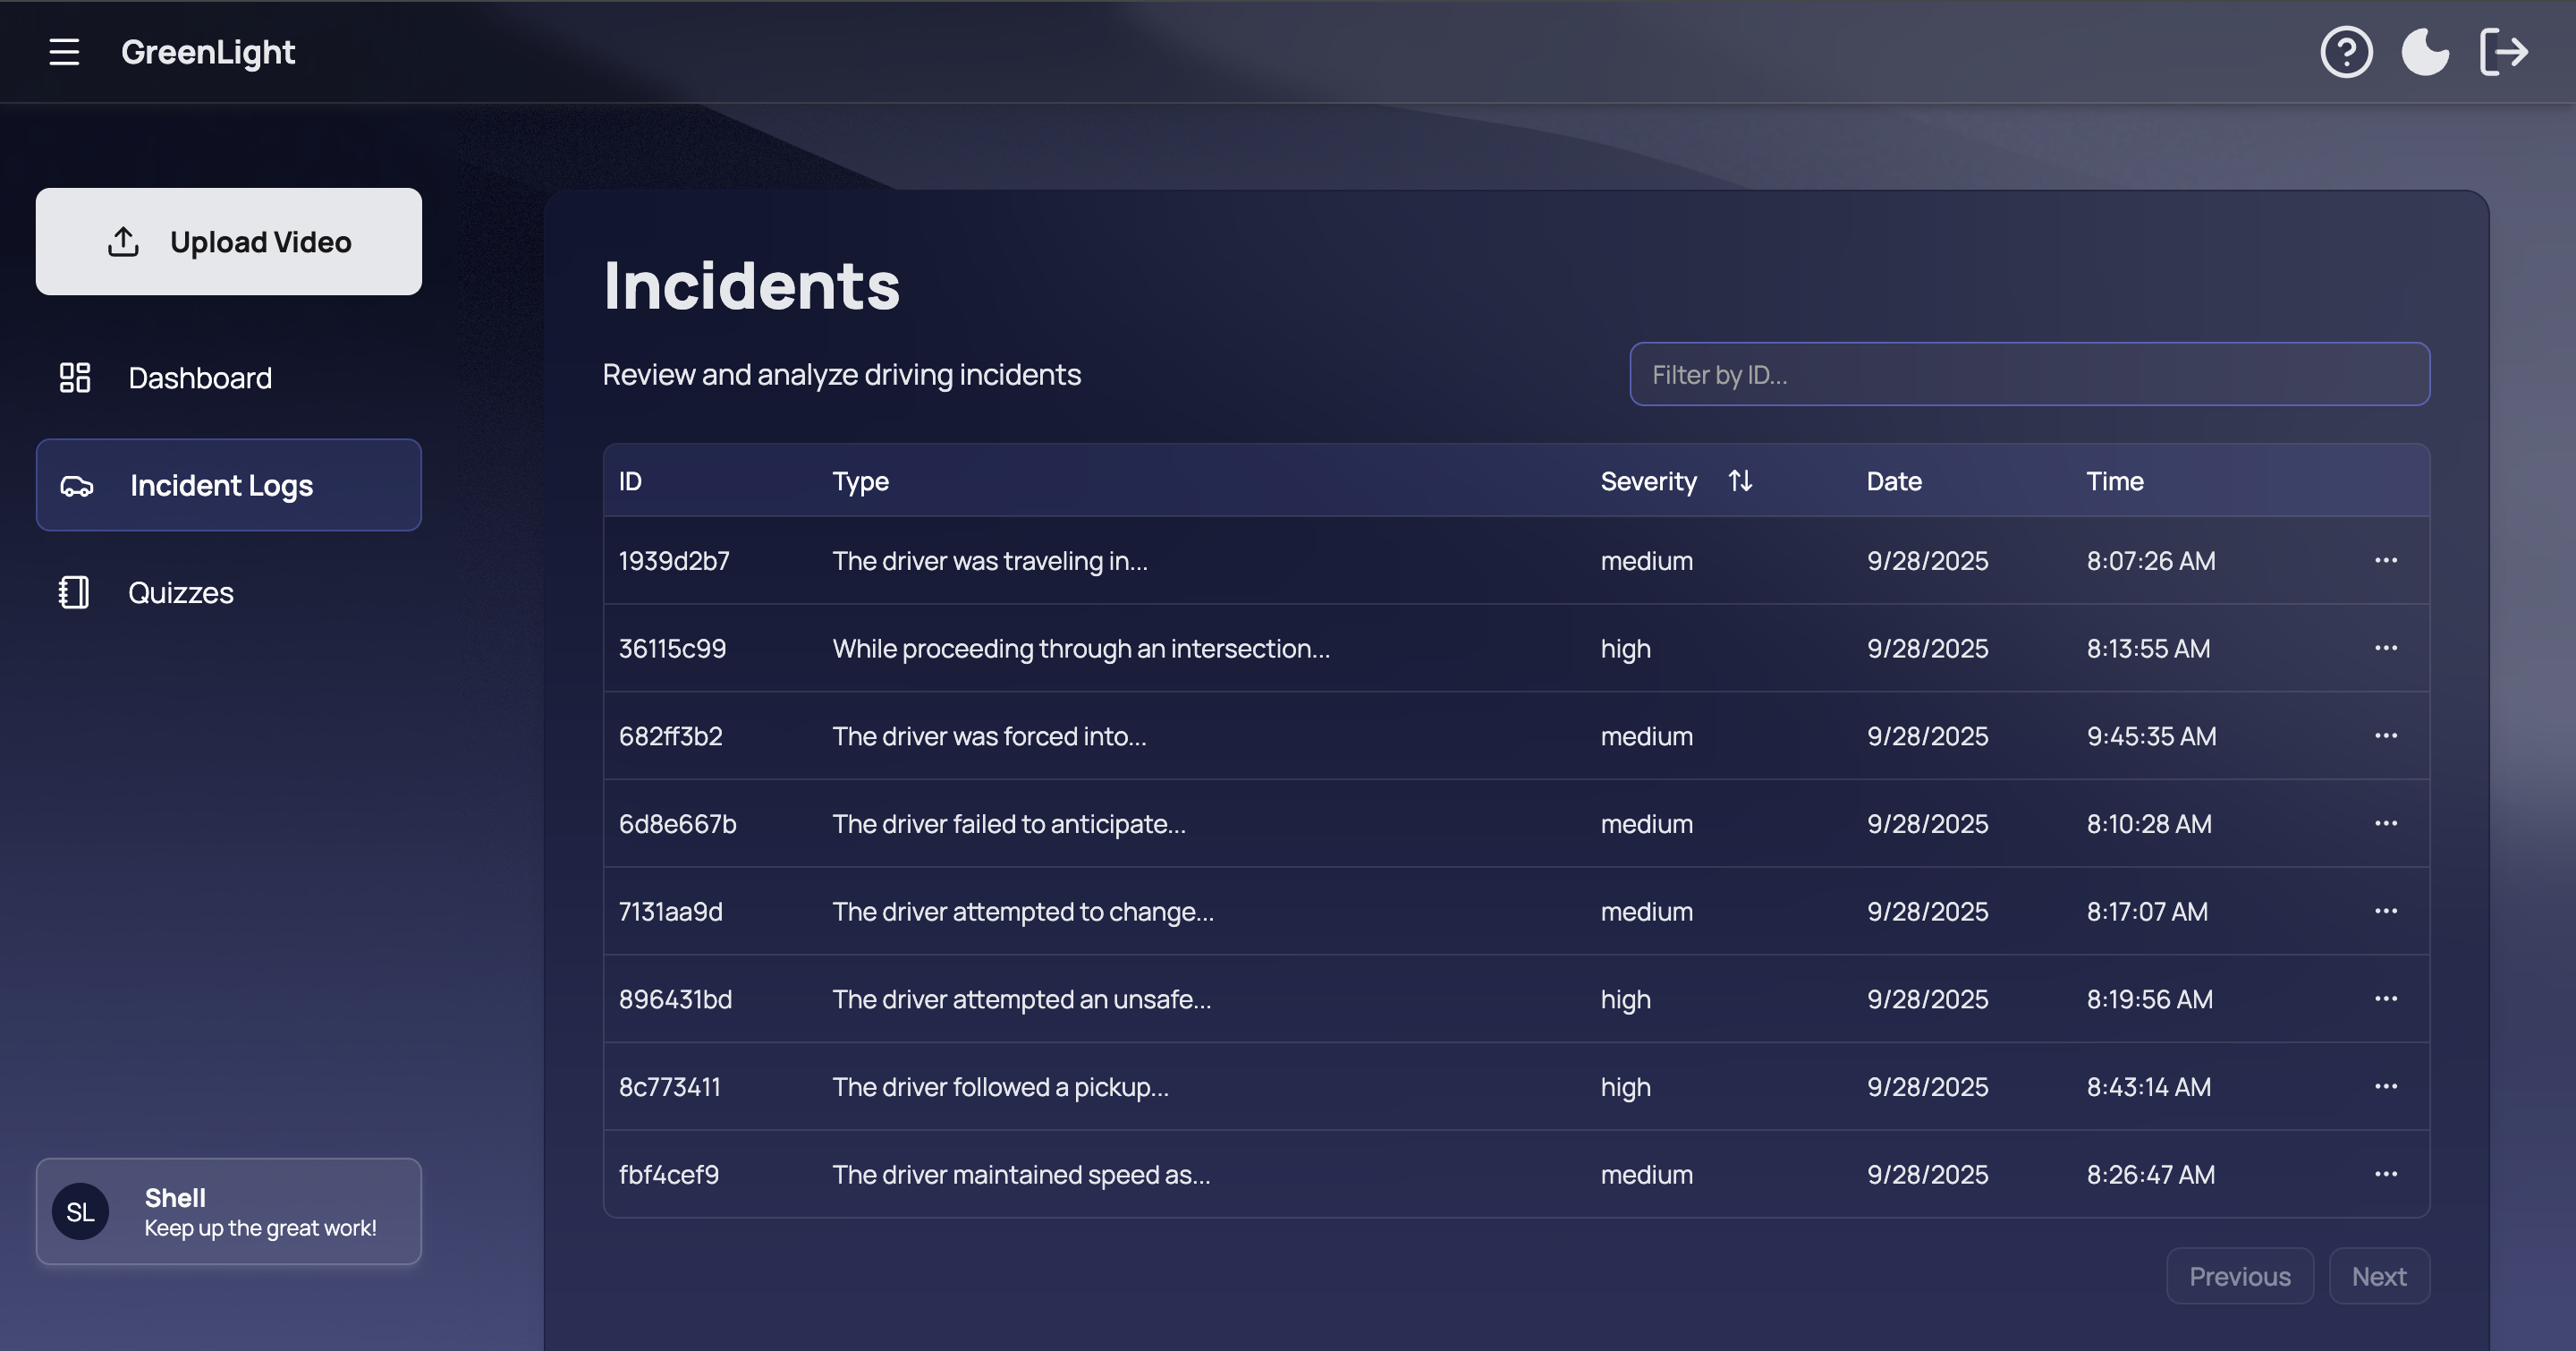 GreenLight
Upload Video
Dashboard
Incident Logs
Quizzes
Shell
SL
Keep up the great work!
Incidents
Review and analyze driving incidents
Filter by ID...
ID Type Severity Date Time
1939d2b7 The driver was traveling in... medium 9/28/2025 8:07:26 AM ...
36115c99 While proceeding through an intersection... high 9/28/2025 8:13:55 AM ...
682ff3b2 The driver was forced into... medium 9/28/2025 9:45:35 AM ...
6d8e667b The driver failed to anticipate... medium 9/28/2025 8:10:28 AM ...
7131aa9d The driver attempted to change... medium 9/28/2025 8:17:07 AM ...
896431bd The driver attempted an unsafe... high 9/28/2025 8:19:56 AM ...
8c773411 The driver followed a pickup... high 9/28/2025 8:43:14 AM ...
fbf4cef9 The driver maintained speed as... medium 9/28/2025 8:26:47 AM ...
Previous Next